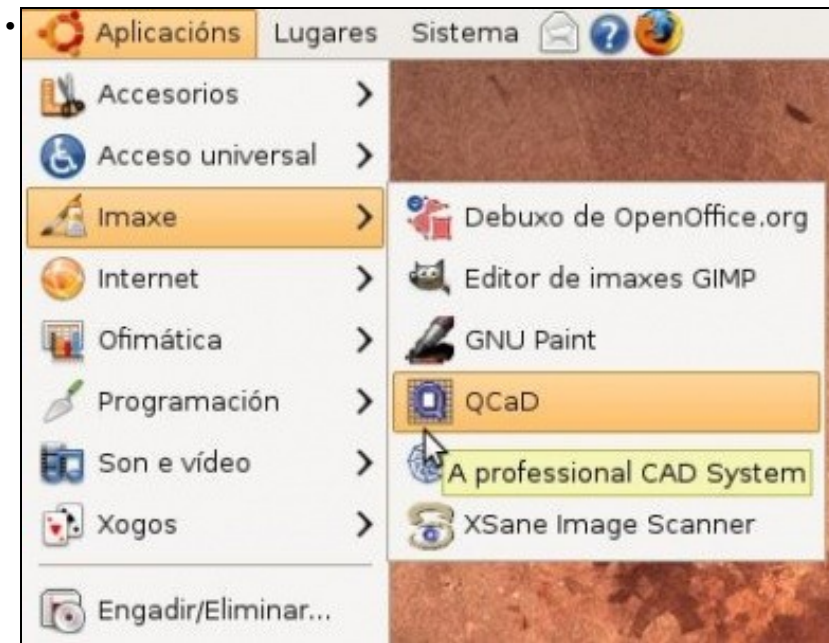 Aplicacións Lugares Sistema
Accesorios
Acceso universal
Imaxe
Internet
Ofimática
Programación
Son e vídeo
Xogos
Engadir/Eliminar...
Debuxo de OpenOffice.org
Editor de imaxes GIMP
GNU Paint
QCaD
A professional CAD System
XSane Image Scanner